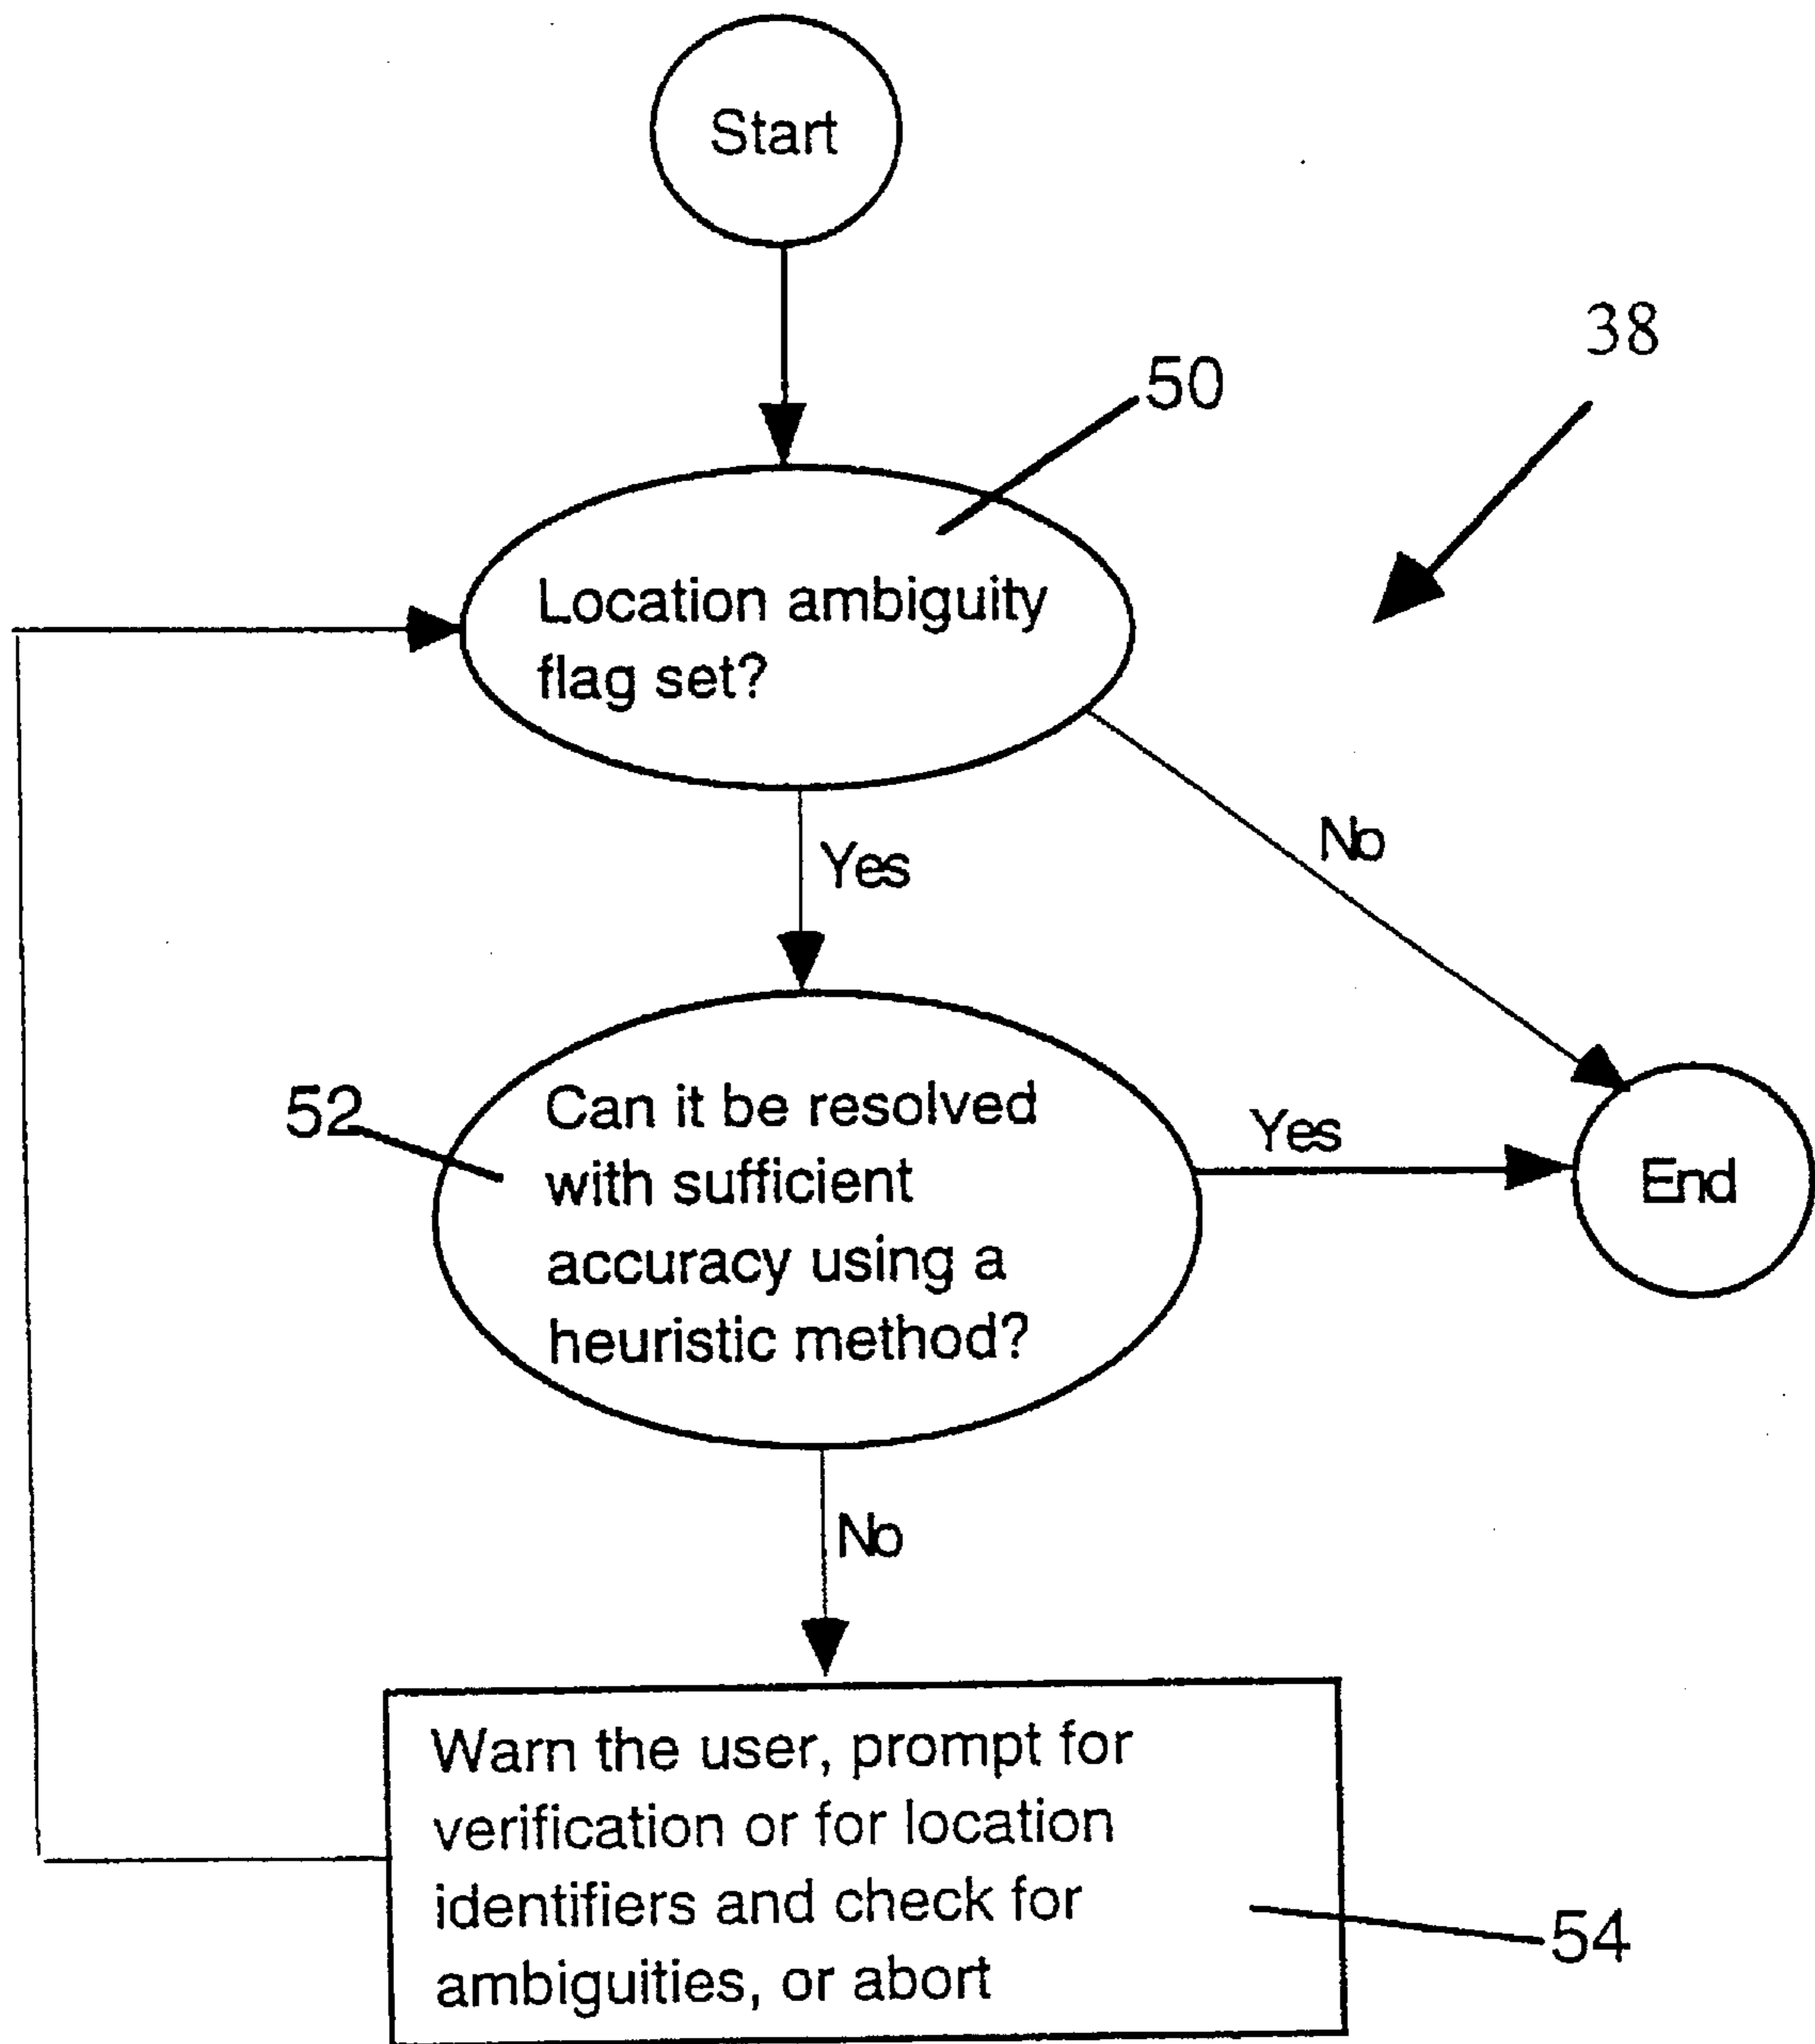 Start
38
50
Location ambiguity
flag set?
No
Yes
52
Can it be resolved
with sufficient
accuracy using a
heuristic method?
Yes
End
No
Warn the user, prompt for
verification or for location
identifiers and check for
ambiguities, or abort
54